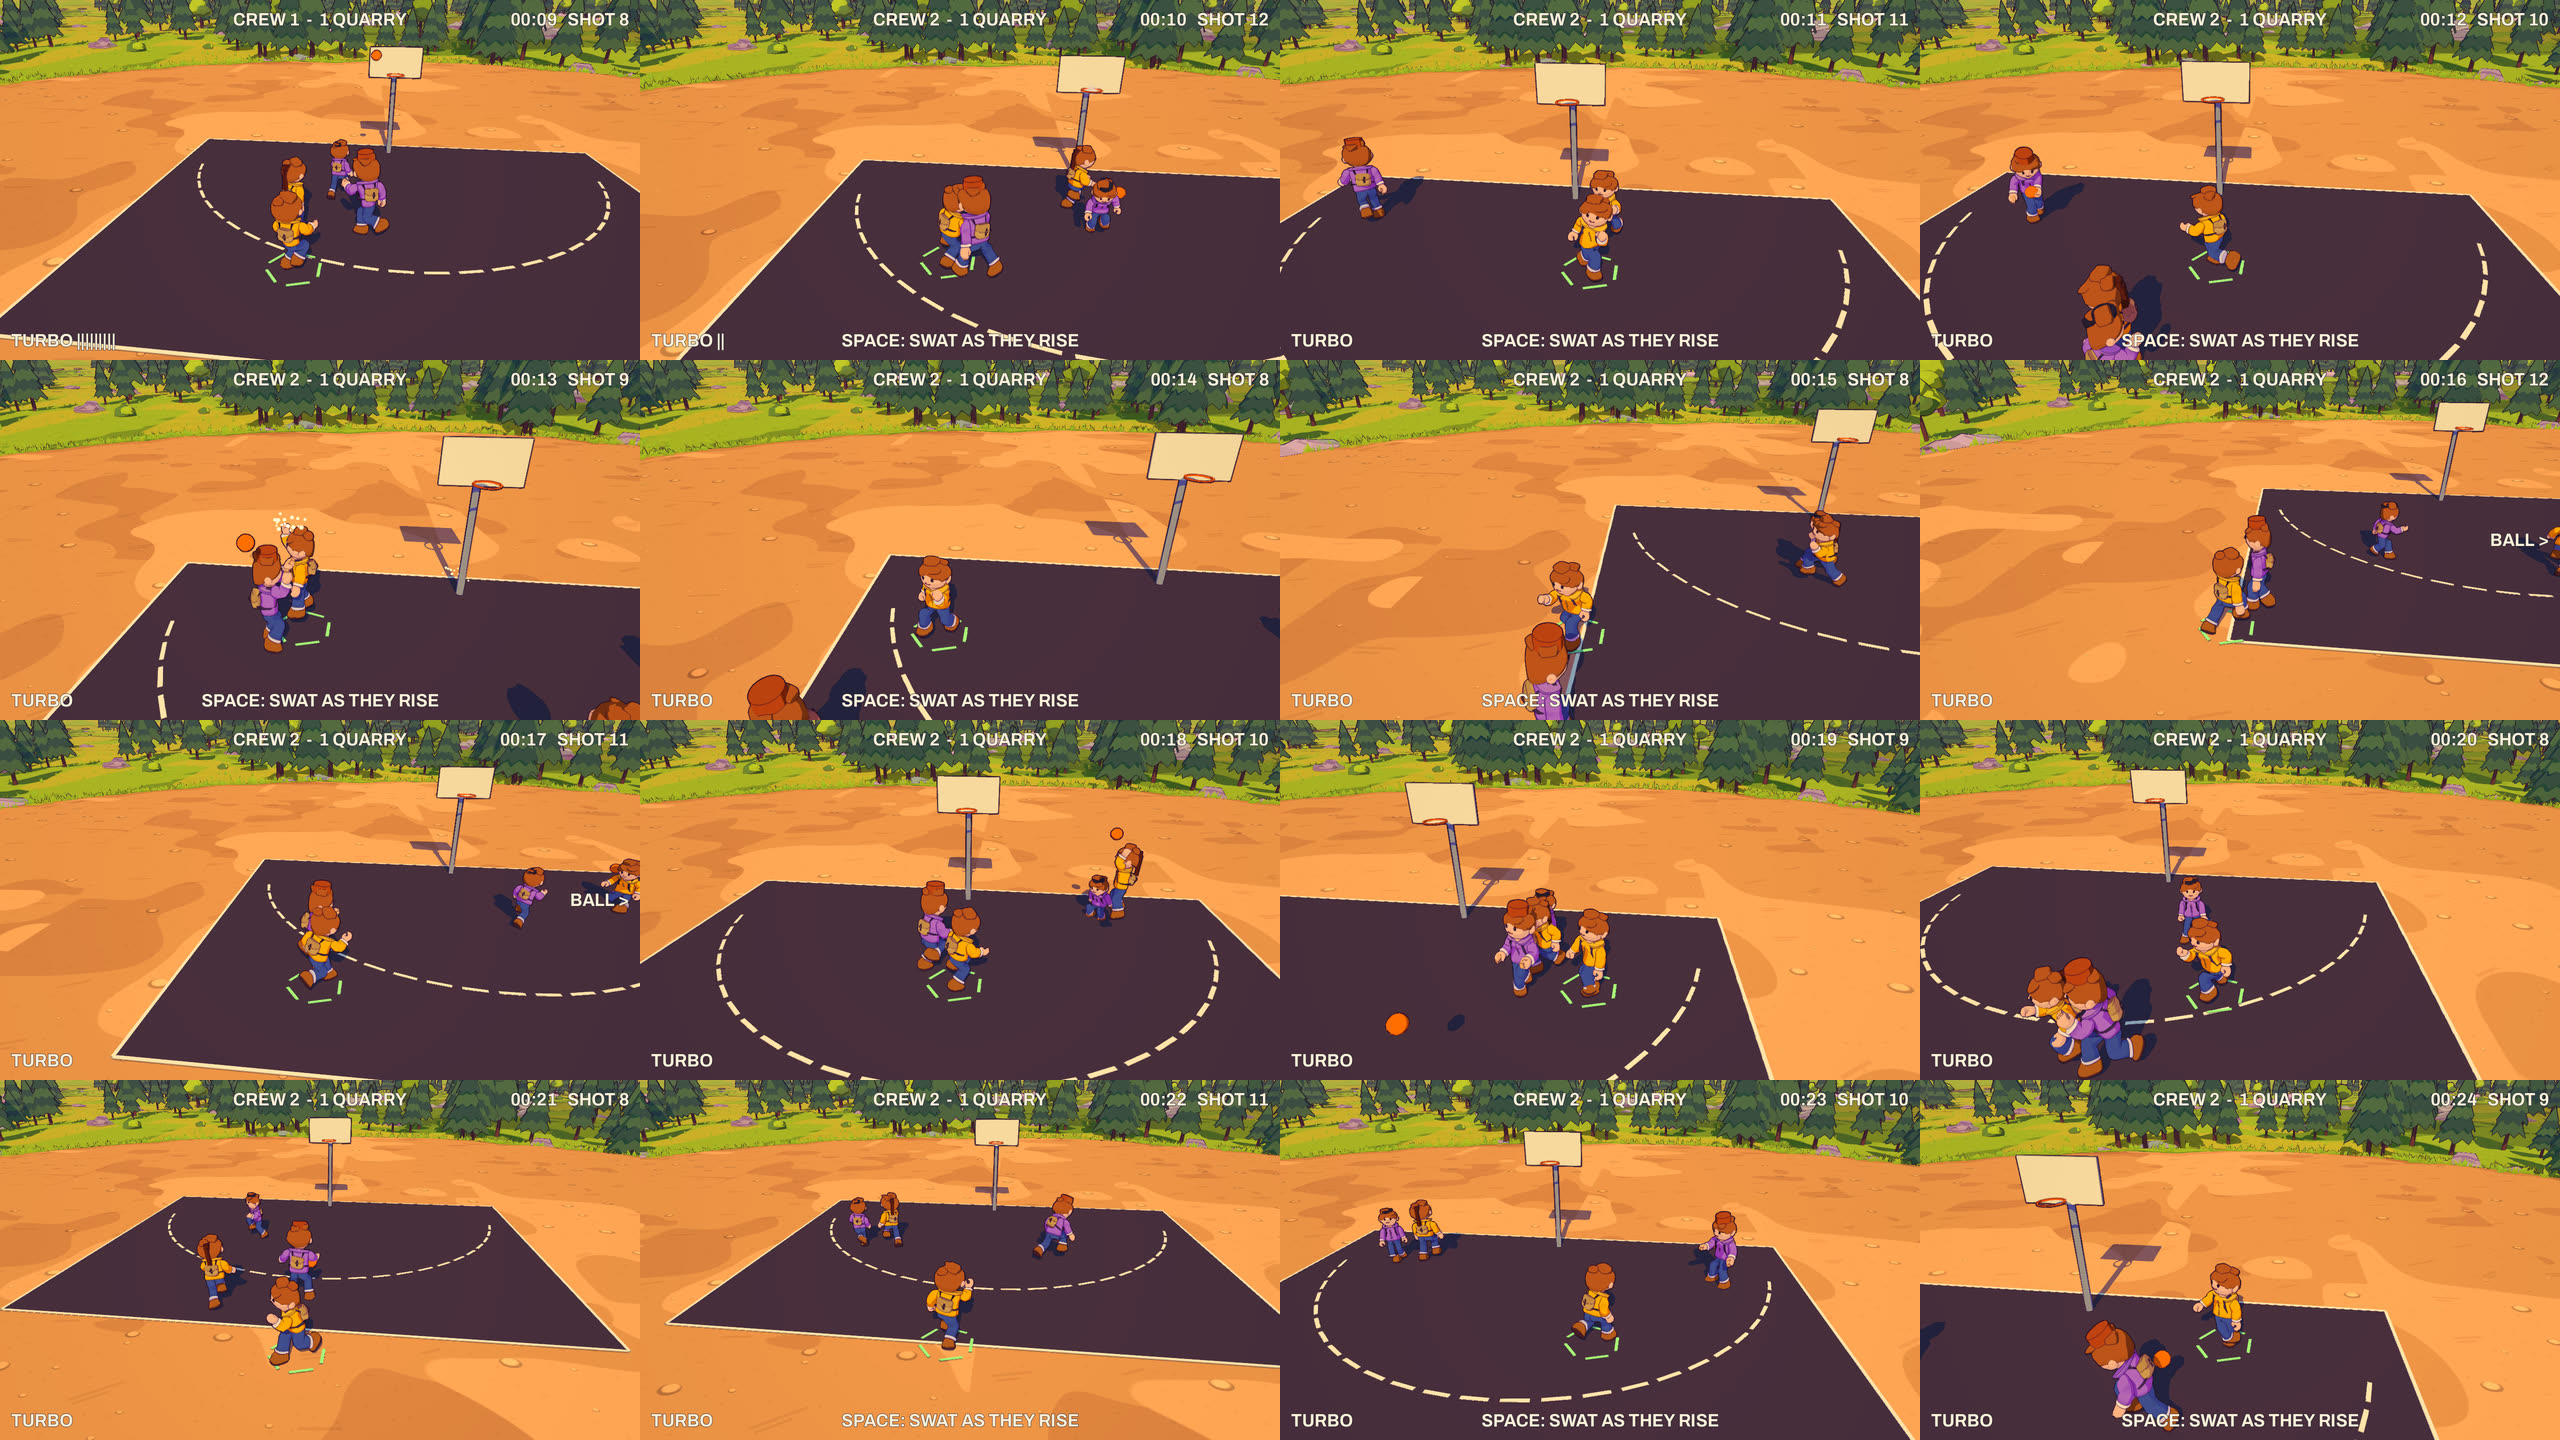 CREW 1 - 1 QUARRY 00:09 SHOT 8
TURBO ||||||||||
CREW 2 - 1 QUARRY 00:10 SHOT 12
TURBO || SPACE: SWAT AS THEY RISE
CREW 2 - 1 QUARRY 00:11 SHOT 11
TURBO SPACE: SWAT AS THEY RISE
CREW 2 - 1 QUARRY 00:12 SHOT 10
TURBO SPACE: SWAT AS THEY RISE
CREW 2 - 1 QUARRY 00:13 SHOT 9
TURBO SPACE: SWAT AS THEY RISE
CREW 2 - 1 QUARRY 00:14 SHOT 8
TURBO SPACE: SWAT AS THEY RISE
CREW 2 - 1 QUARRY 00:15 SHOT 8
TURBO SPACE: SWAT AS THEY RISE
CREW 2 - 1 QUARRY 00:16 SHOT 12
BALL >
TURBO
CREW 2 - 1 QUARRY 00:17 SHOT 11
BALL >
TURBO
CREW 2 - 1 QUARRY 00:18 SHOT 10
TURBO
CREW 2 - 1 QUARRY 00:19 SHOT 9
TURBO
CREW 2 - 1 QUARRY 00:20 SHOT 8
TURBO
CREW 2 - 1 QUARRY 00:21 SHOT 8
TURBO
CREW 2 - 1 QUARRY 00:22 SHOT 11
TURBO SPACE: SWAT AS THEY RISE
CREW 2 - 1 QUARRY 00:23 SHOT 10
TURBO SPACE: SWAT AS THEY RISE
CREW 2 - 1 QUARRY 00:24 SHOT 9
TURBO SPACE: SWAT AS THEY RISE